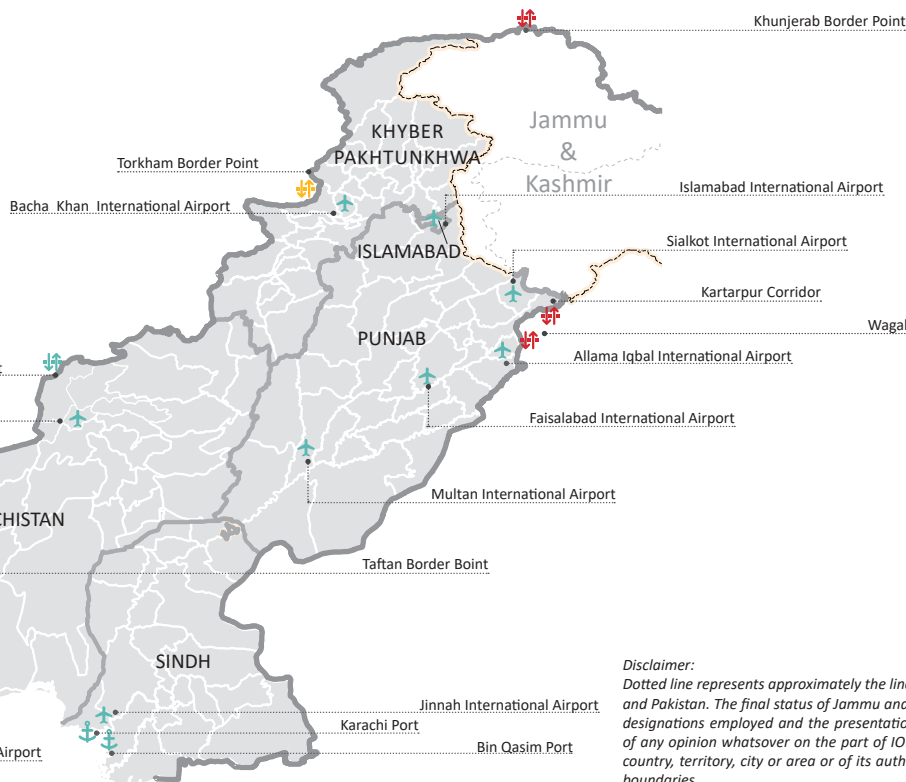 Khunjerab Border Point
Jammu
&
Kashmir
KHYBER
PAKHTUNKHWA
Torkham Border Point
Islamabad International Airport
Bacha Khan International Airport
Sialkot International Airport
ISLAMABAD
Kartarpur Corridor
Wagah
PUNJAB
Allama Iqbal International Airport
Faisalabad International Airport
Multan International Airport
CHISTAN
Taftan Border Boint
SINDH
Jinnah International Airport
Karachi Port
Bin Qasim Port
Airport
Disclaimer:
Dotted line represents approximately the line
and Pakistan. The final status of Jammu and
designations employed and the presentation
of any opinion whatsover on the part of IO
country, territory, city or area or of its auth
boundaries